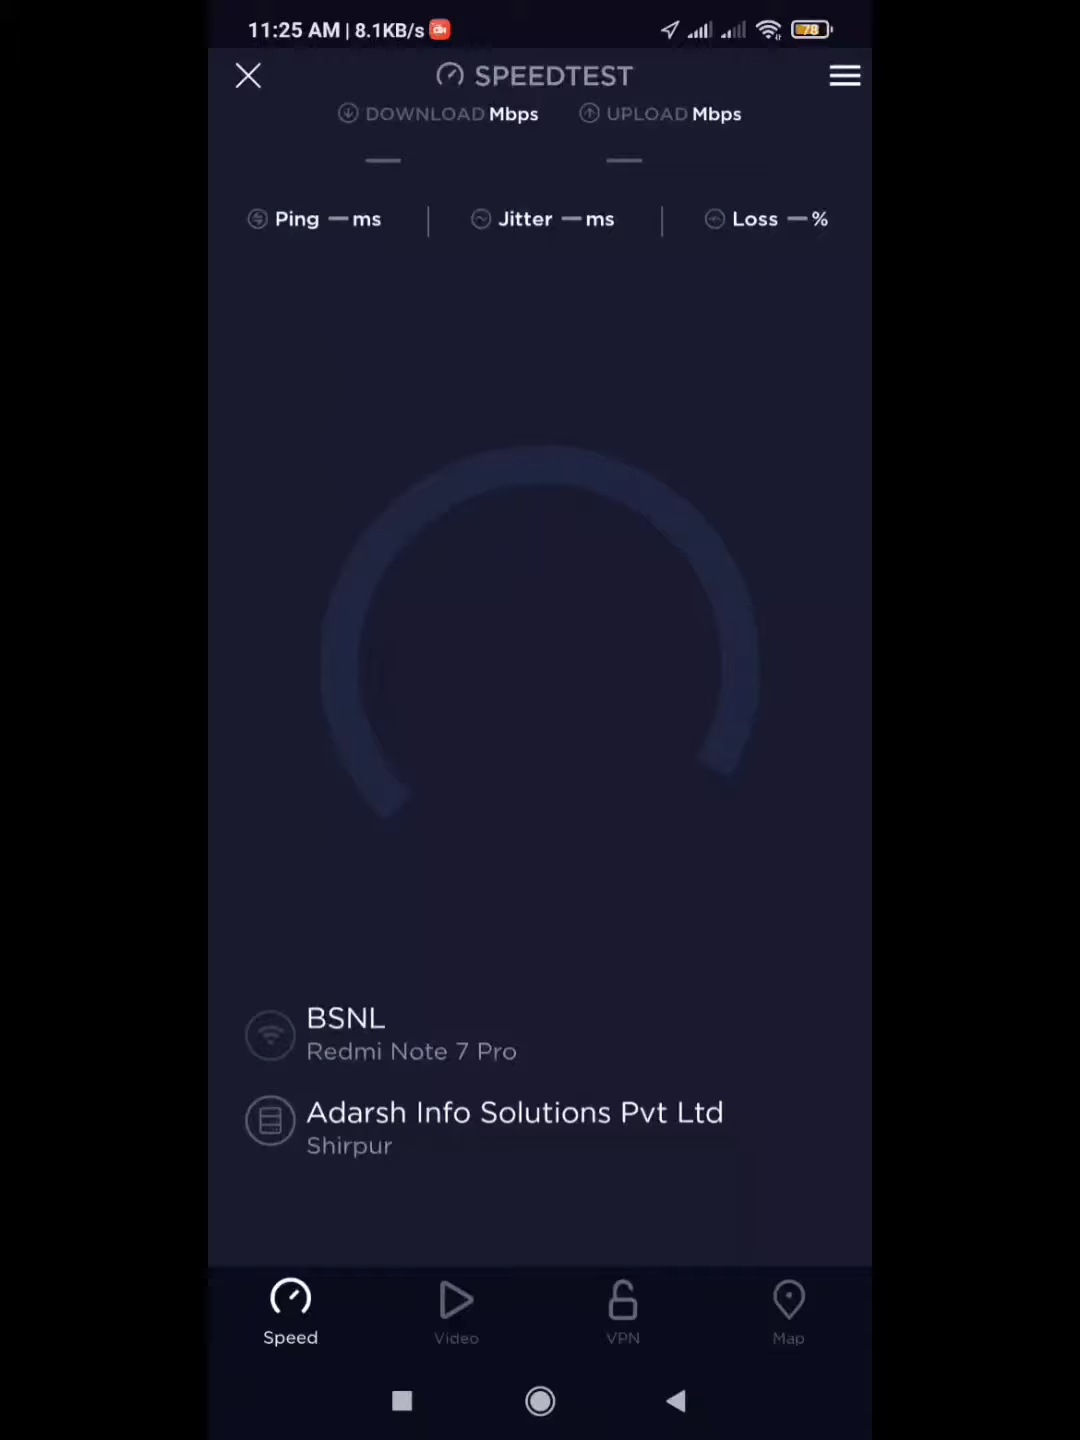 11:25 AM | 8.1KB/s 78
SPEEDTEST
DOWNLOAD Mbps UPLOAD Mbps
— —
Ping — ms | Jitter — ms | Loss — %
BSNL
Redmi Note 7 Pro
Adarsh Info Solutions Pvt Ltd
Shirpur
Speed Video VPN Map